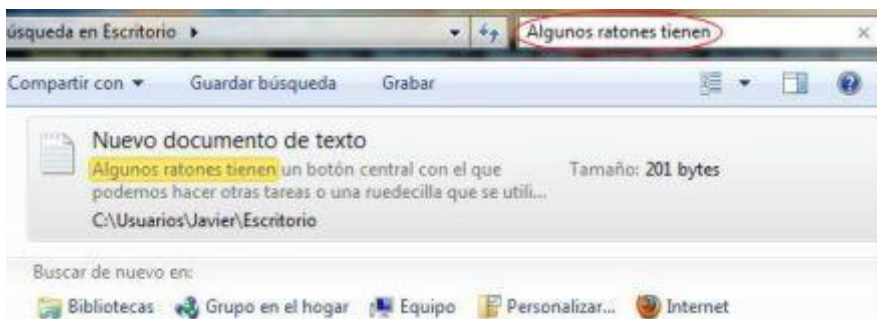 úsqueda en Escritorio
Algunos ratones tienen
Compartir con Guardar búsqueda Grabar
Nuevo documento de texto
Algunos ratones tienen un botón central con el que Tamaño: 201 bytes
podemos hacer otras tareas o una ruedecilla que se utili...
C:\Usuarios\Javier\Escritorio
Buscar de nuevo en:
Bibliotecas Grupo en el hogar Equipo Personalizar... Internet